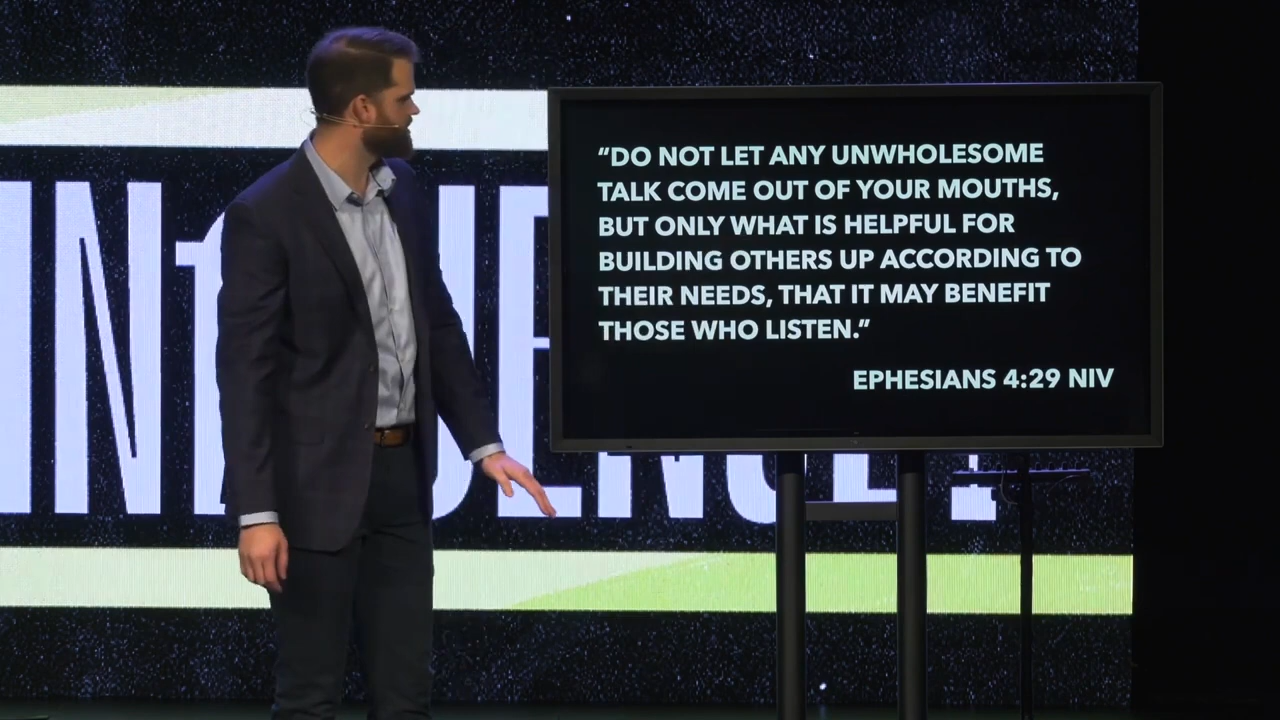 “DO NOT LET ANY UNWHOLESOME
TALK COME OUT OF YOUR MOUTHS,
BUT ONLY WHAT IS HELPFUL FOR
BUILDING OTHERS UP ACCORDING TO
THEIR NEEDS, THAT IT MAY BENEFIT
THOSE WHO LISTEN.”
EPHESIANS 4:29 NIV